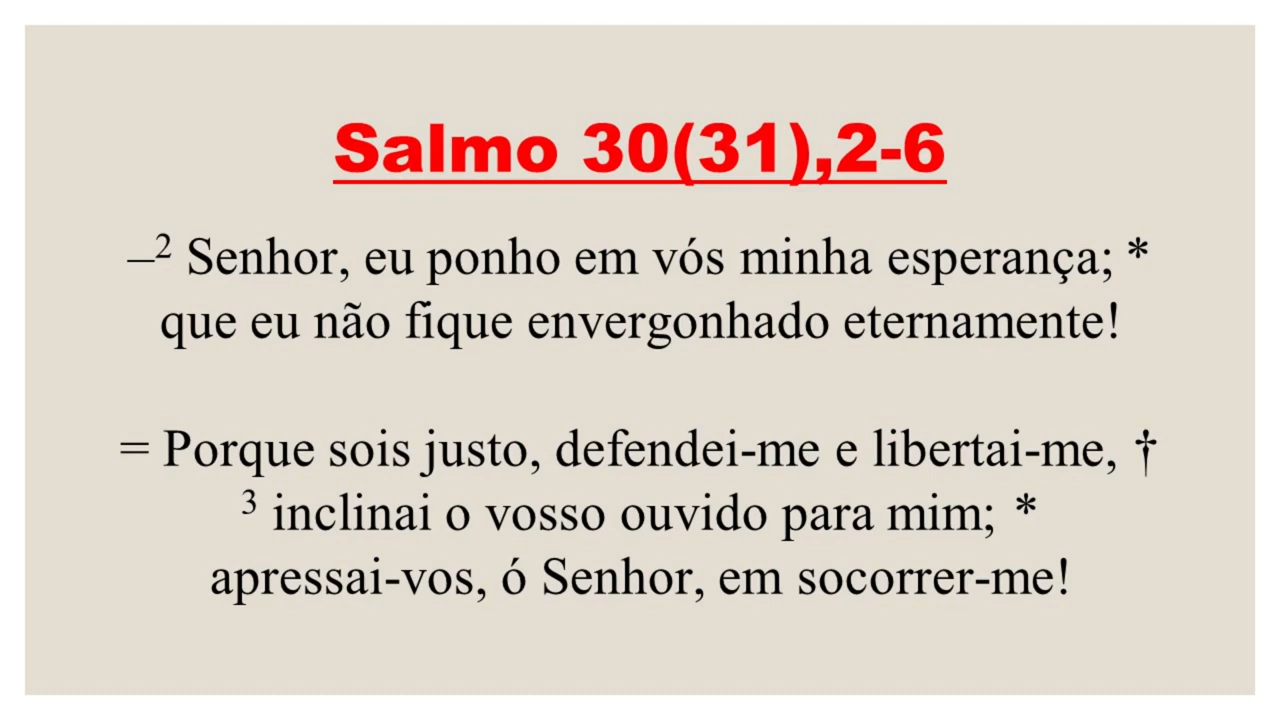 Salmo 30(31),2-6
–² Senhor, eu ponho em vós minha esperança; *
que eu não fique envergonhado eternamente!
= Porque sois justo, defendei-me e libertai-me, †
³ inclinai o vosso ouvido para mim; *
apressai-vos, ó Senhor, em socorrer-me!